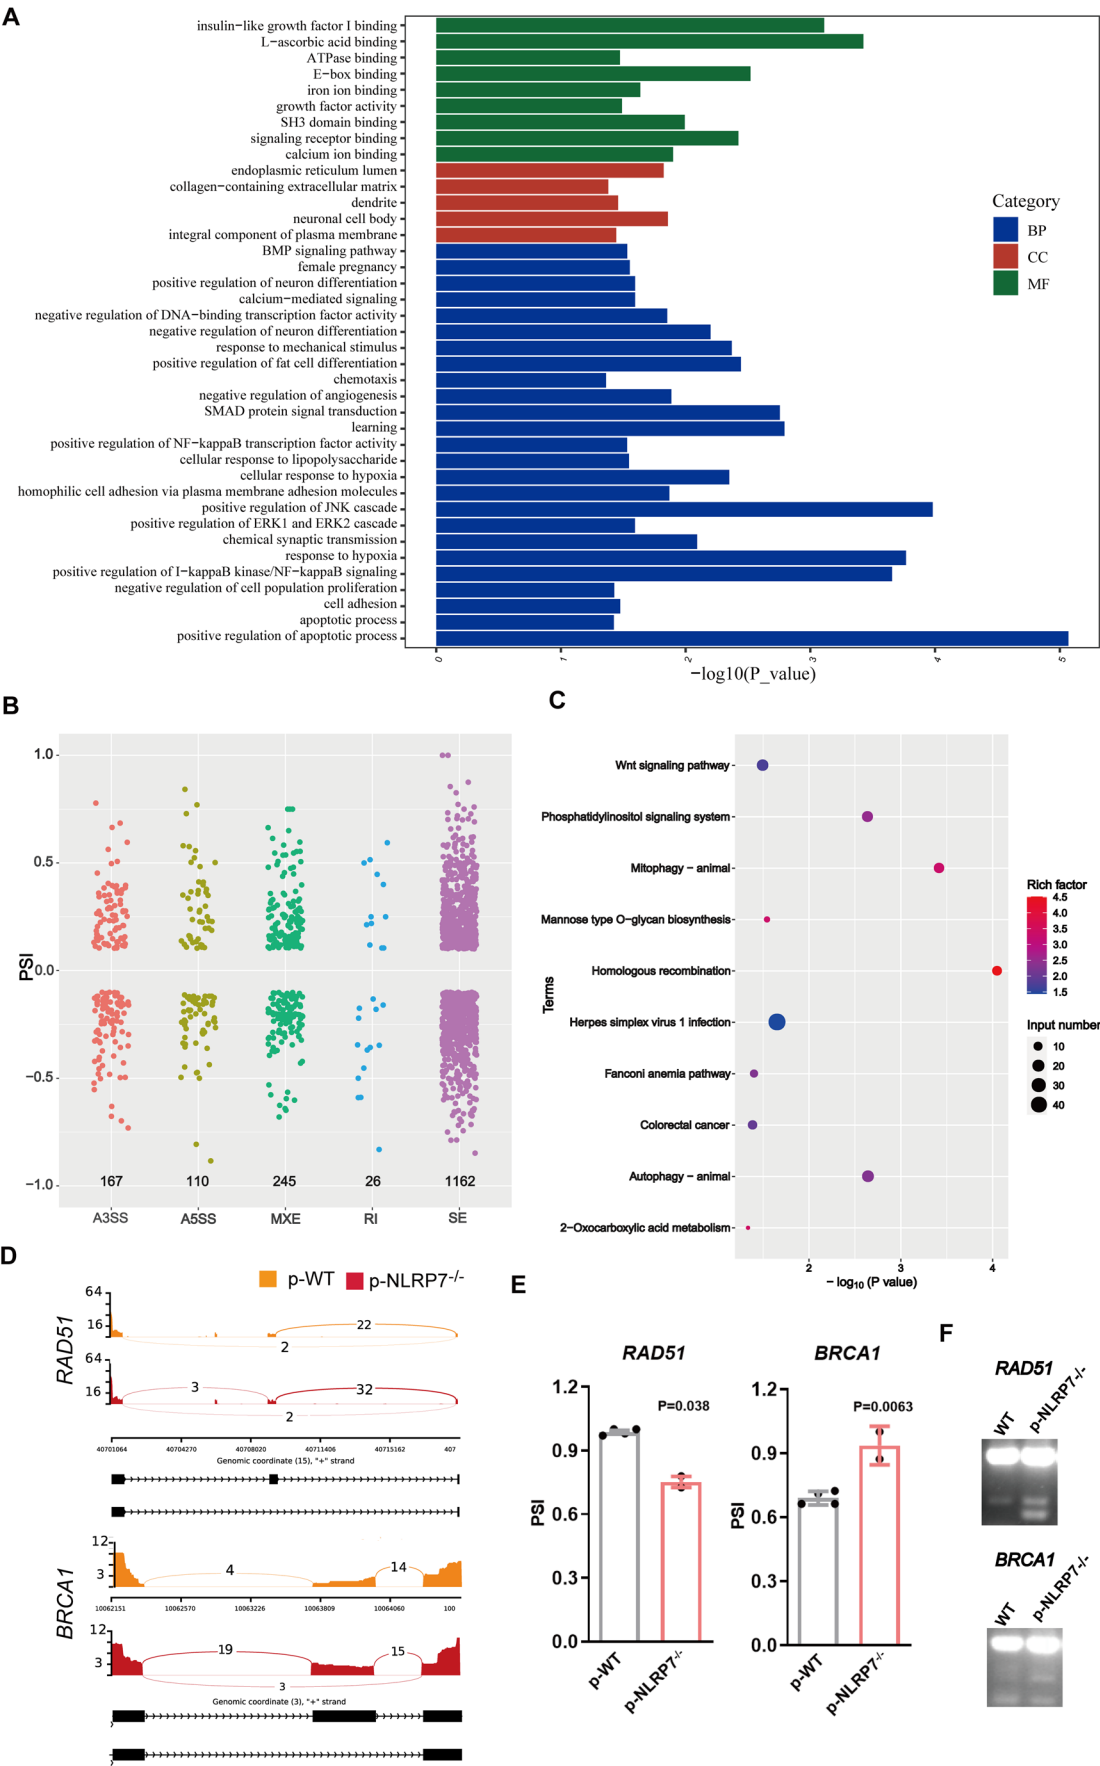 A
insulin−like growth factor I binding
L−ascorbic acid binding
ATPase binding
E−box binding
iron ion binding
growth factor activity
SH3 domain binding
signaling receptor binding
calcium ion binding
endoplasmic reticulum lumen
collagen−containing extracellular matrix
dendrite
neuronal cell body
integral component of plasma membrane
BMP signaling pathway
female pregnancy
positive regulation of neuron differentiation
calcium−mediated signaling
negative regulation of DNA−binding transcription factor activity
negative regulation of neuron differentiation
response to mechanical stimulus
positive regulation of fat cell differentiation
chemotaxis
negative regulation of angiogenesis
SMAD protein signal transduction
learning
positive regulation of NF−kappaB transcription factor activity
cellular response to lipopolysaccharide
cellular response to hypoxia
homophilic cell adhesion via plasma membrane adhesion molecules
positive regulation of JNK cascade
positive regulation of ERK1 and ERK2 cascade
chemical synaptic transmission
response to hypoxia
positive regulation of I−kappaB kinase/NF−kappaB signaling
negative regulation of cell population proliferation
cell adhesion
apoptotic process
positive regulation of apoptotic process
0 1 2 3 4 5
−log10(P_value)
Category
BP
CC
MF
B
PSI
1.0
0.5
0.0
−0.5
−1.0
167 110 245 26 1162
A3SS A5SS MXE RI SE
C
Terms
Wnt signaling pathway
Phosphatidylinositol signaling system
Mitophagy − animal
Mannose type O−glycan biosynthesis
Homologous recombination
Herpes simplex virus 1 infection
Fanconi anemia pathway
Colorectal cancer
Autophagy − animal
2−Oxocarboxylic acid metabolism
2 3 4
− log10 (P value)
Rich factor
4.5
4.0
3.5
3.0
2.5
2.0
1.5
Input number
10
20
30
40
D
p-WT p-NLRP7-/-
RAD51
64
16
22
2
64
16
3
32
2
40701064 40704270 40708020 40711406 40715162 407
Genomic coordinate (15), "+" strand
BRCA1
12
3
4
14
10062151 10062570 10063226 10063809 10064060 100
12
3
19
15
3
Genomic coordinate (3), "+" strand
E
RAD51
PSI
1.2
0.9
0.6
0.3
0.0
P=0.038
p-WT
p-NLRP7-/-
BRCA1
PSI
1.2
0.9
0.6
0.3
0.0
P=0.0063
p-WT
p-NLRP7-/-
F
RAD51
WT
p-NLRP7-/-
BRCA1
WT
p-NLRP7-/-